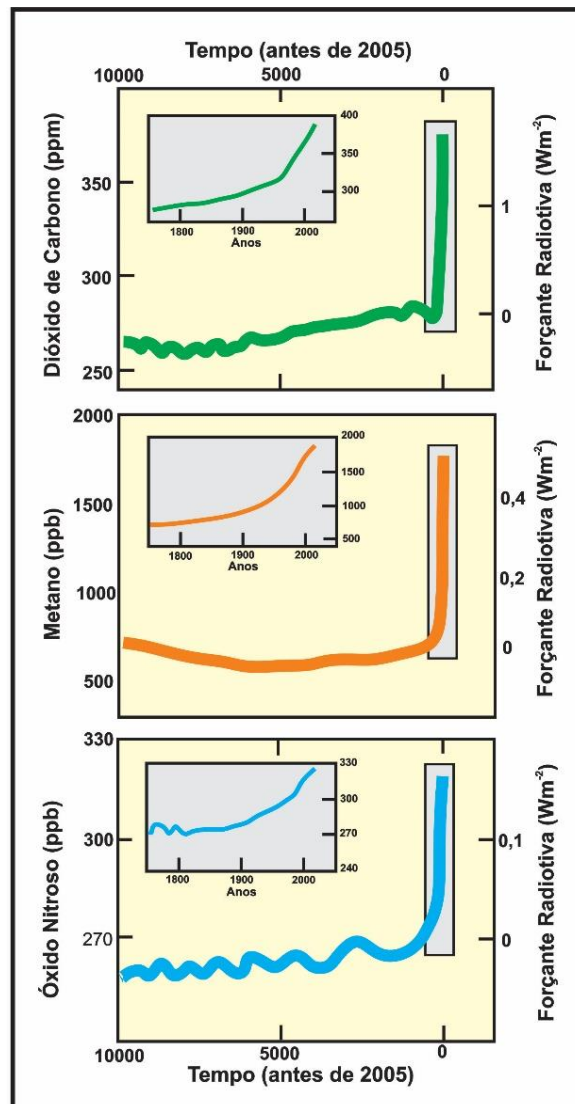 Tempo (antes de 2005)
10000 5000 0
Dióxido de Carbono (ppm)
350
300
250
400
350
300
1800 1900 2000
Anos
1
0
Forçante Radiotiva (Wm-2)
Metano (ppb)
2000
1500
1000
500
2000
1500
1000
500
1800 1900 2000
Anos
0,4
0,2
0
Forçante Radiotiva (Wm-2)
Óxido Nitroso (ppb)
330
300
270
330
300
270
240
1800 1900 2000
Anos
0,1
0
Forçante Radiotiva (Wm-2)
10000 5000 0
Tempo (antes de 2005)